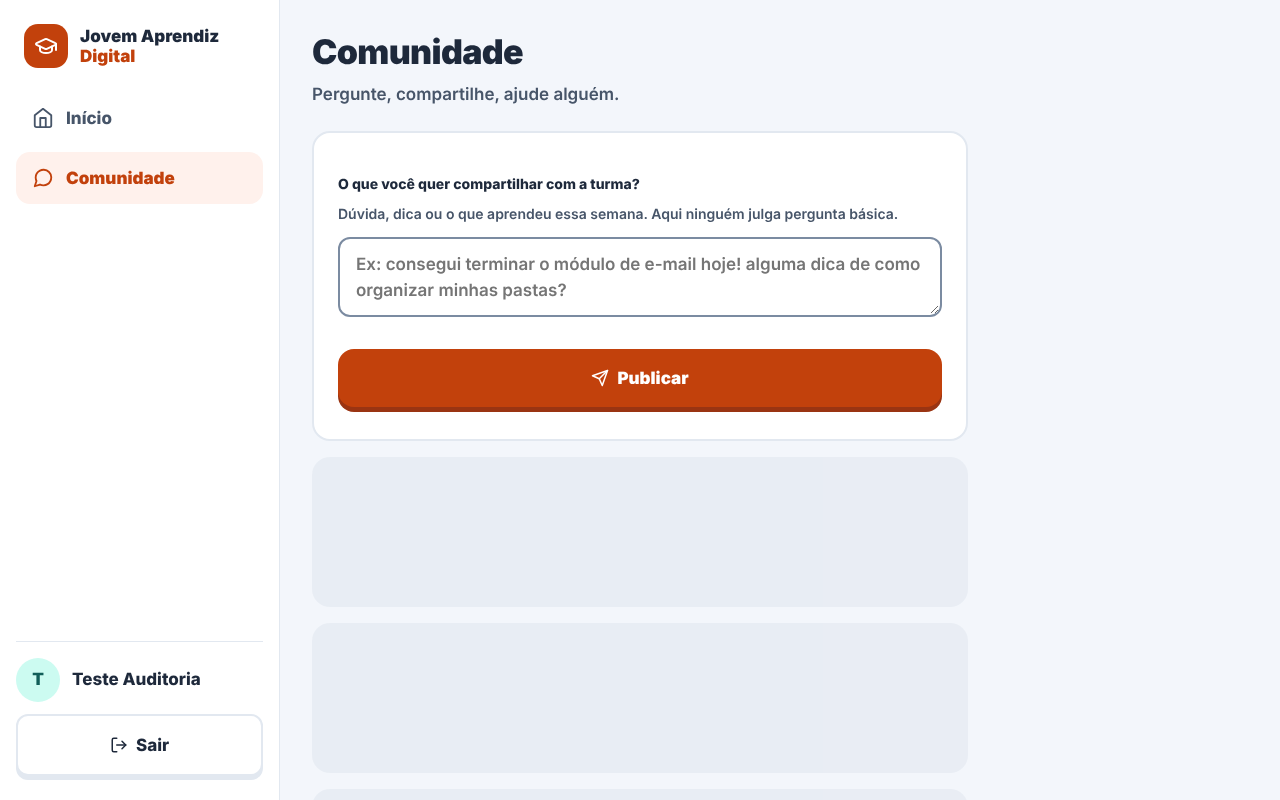 Jovem Aprendiz
Digital
Início
Comunidade
Teste Auditoria
T
Sair
Comunidade
Pergunte, compartilhe, ajude alguém.
O que você quer compartilhar com a turma?
Dúvida, dica ou o que aprendeu essa semana. Aqui ninguém julga pergunta básica.
Ex: consegui terminar o módulo de e-mail hoje! alguma dica de como
organizar minhas pastas?
Publicar